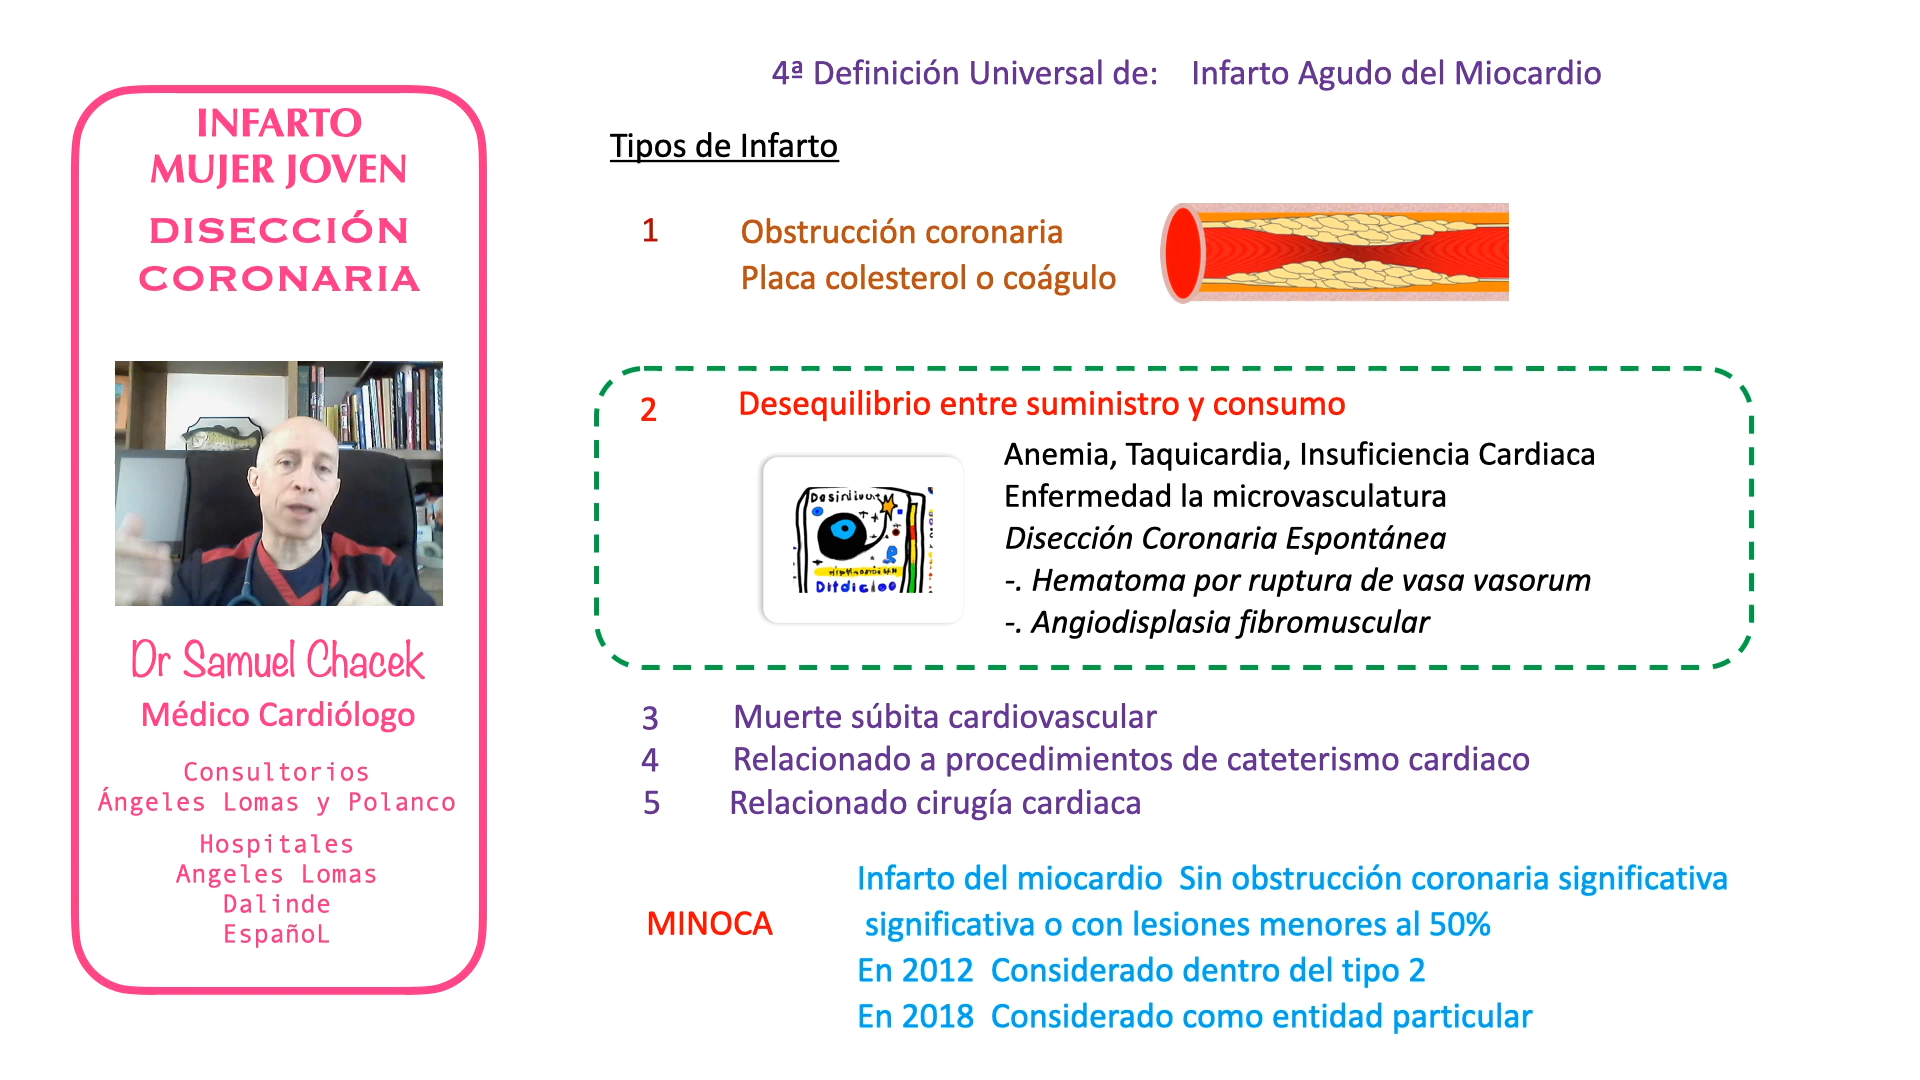 INFARTO
MUJER JOVEN
DISECCIÓN
CORONARIA
Dr Samuel Chacek
Médico Cardiólogo
Consultorios
Ángeles Lomas y Polanco
Hospitales
Angeles Lomas
Dalinde
EspañoL
4ª Definición Universal de: Infarto Agudo del Miocardio
Tipos de Infarto
1 Obstrucción coronaria
Placa colesterol o coágulo
2 Desequilibrio entre suministro y consumo
Anemia, Taquicardia, Insuficiencia Cardiaca
Enfermedad la microvasculatura
Disección Coronaria Espontánea
-. Hematoma por ruptura de vasa vasorum
-. Angiodisplasia fibromuscular
3 Muerte súbita cardiovascular
4 Relacionado a procedimientos de cateterismo cardiaco
5 Relacionado cirugía cardiaca
MINOCA
Infarto del miocardio Sin obstrucción coronaria significativa
significativa o con lesiones menores al 50%
En 2012 Considerado dentro del tipo 2
En 2018 Considerado como entidad particular